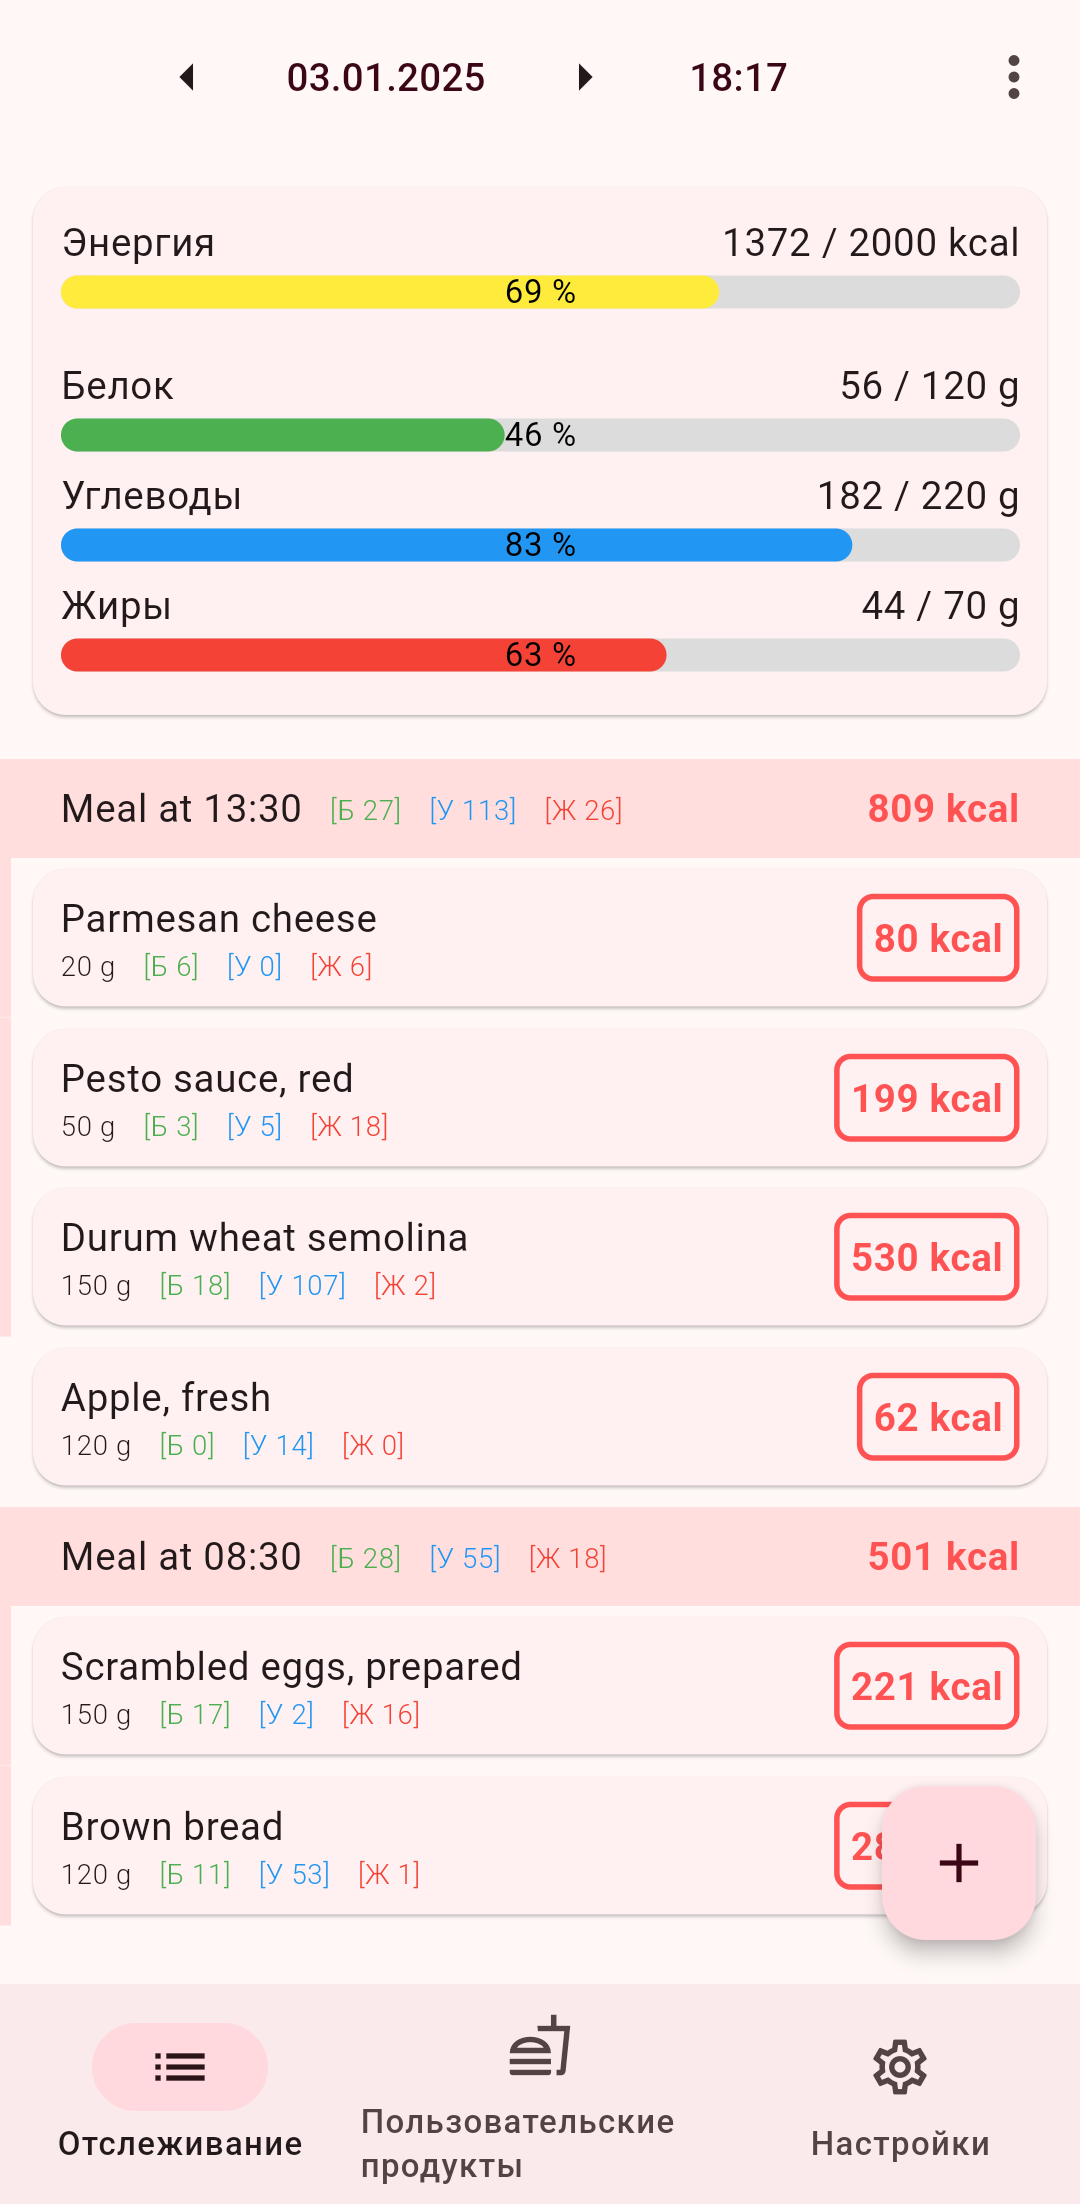 03.01.2025 18:17
Энергия 1372 / 2000 kcal
69 %
Белок 56 / 120 g
46 %
Углеводы 182 / 220 g
83 %
Жиры 44 / 70 g
63 %
Meal at 13:30 [Б 27] [У 113] [Ж 26] 809 kcal
Parmesan cheese
20 g [Б 6] [У 0] [Ж 6] 80 kcal
Pesto sauce, red
50 g [Б 3] [У 5] [Ж 18] 199 kcal
Durum wheat semolina
150 g [Б 18] [У 107] [Ж 2] 530 kcal
Apple, fresh
120 g [Б 0] [У 14] [Ж 0] 62 kcal
Meal at 08:30 [Б 28] [У 55] [Ж 18] 501 kcal
Scrambled eggs, prepared
150 g [Б 17] [У 2] [Ж 16] 221 kcal
Brown bread
120 g [Б 11] [У 53] [Ж 1]
Отслеживание
Пользовательские
продукты
Настройки